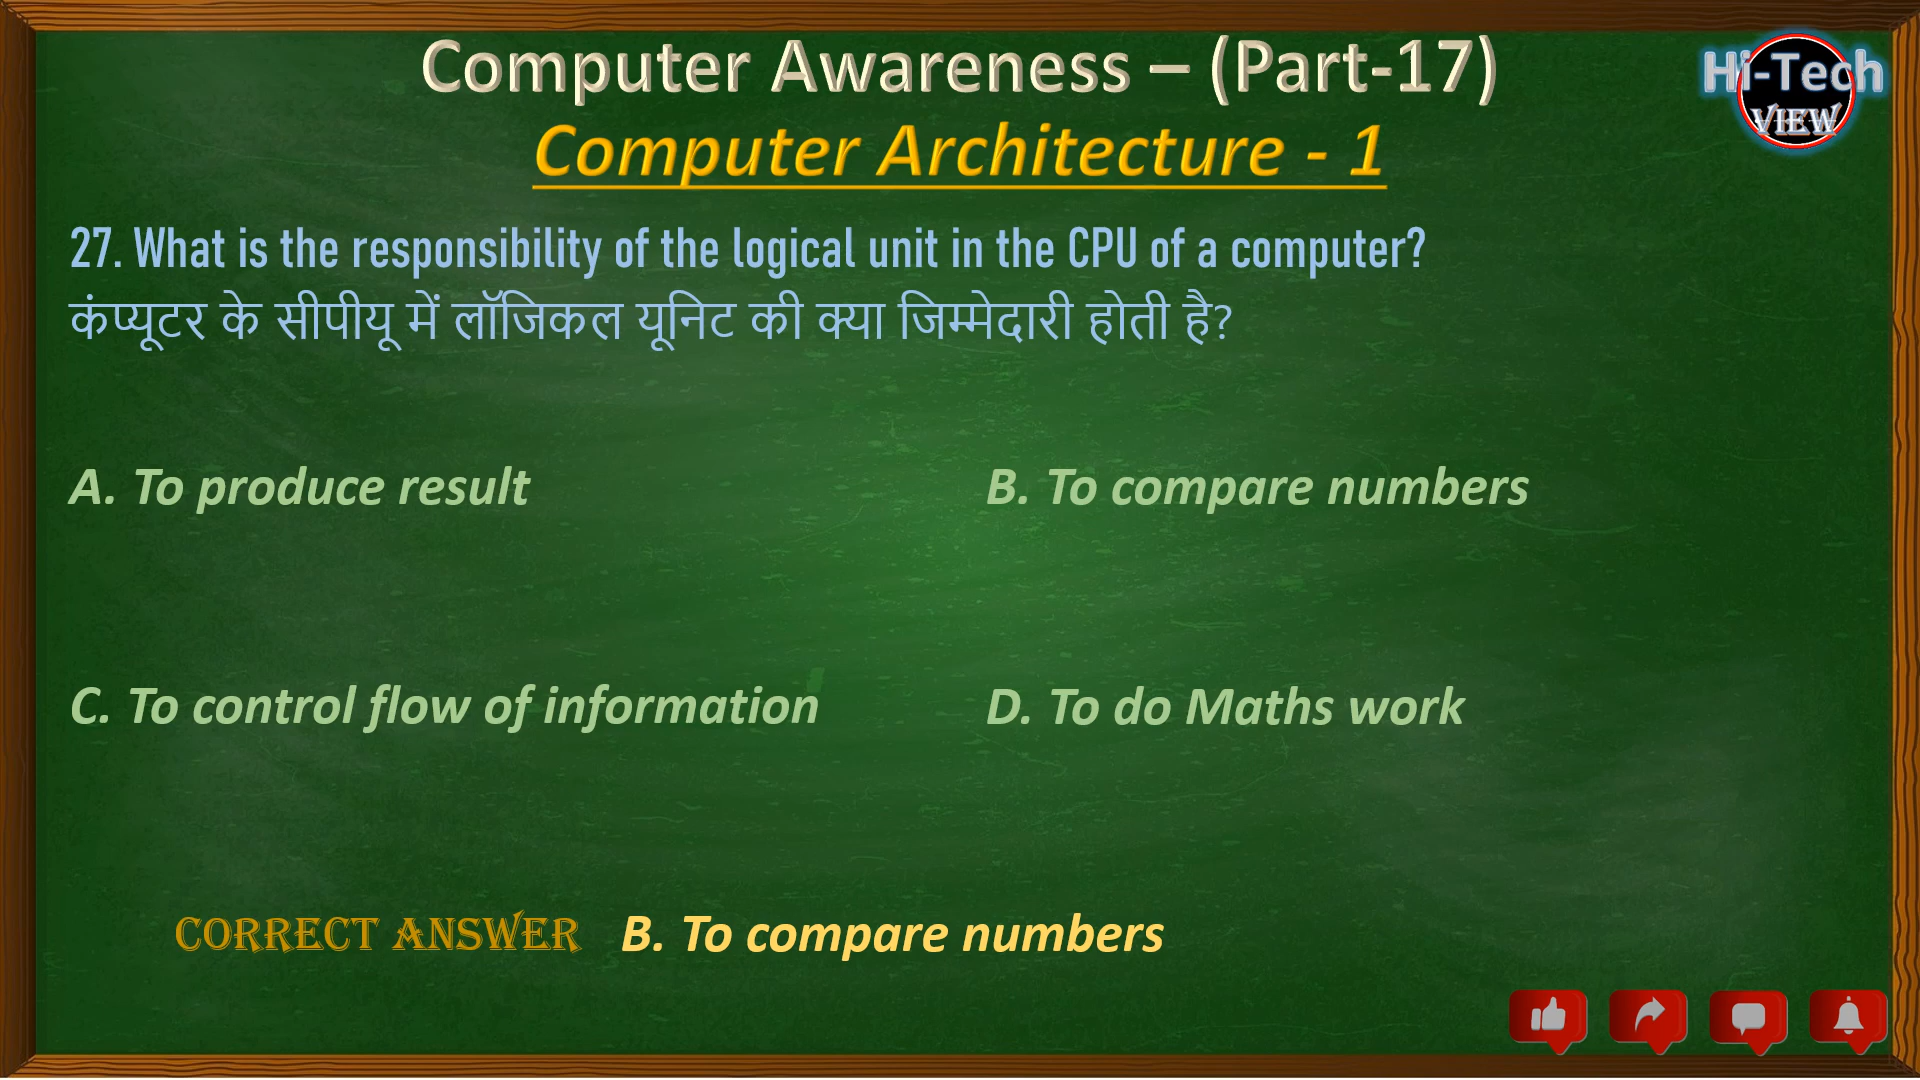 Computer Awareness – (Part-17)
Hi-Tech
VIEW
Computer Architecture - 1
27. What is the responsibility of the logical unit in the CPU of a computer?
कंप्यूटर के सीपीयू में लॉजिकल यूनिट की क्या जिम्मेदारी होती है?
A. To produce result
B. To compare numbers
C. To control flow of information
D. To do Maths work
CORRECT ANSWER B. To compare numbers